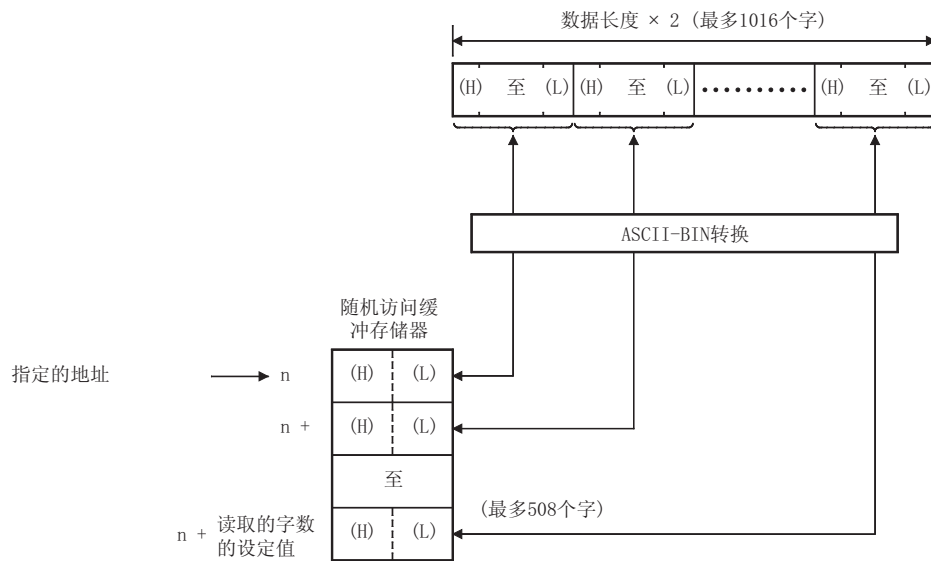 数据长度 × 2 (最多1016个字)
(H) 至 (L) (H) 至 (L) •••••••••• (H) 至 (L)
ASCII-BIN转换
随机访问缓
冲存储器
指定的地址 n (H) (L)
n + (H) (L)
至
(最多508个字)
n + 读取的字数
的设定值 (H) (L)